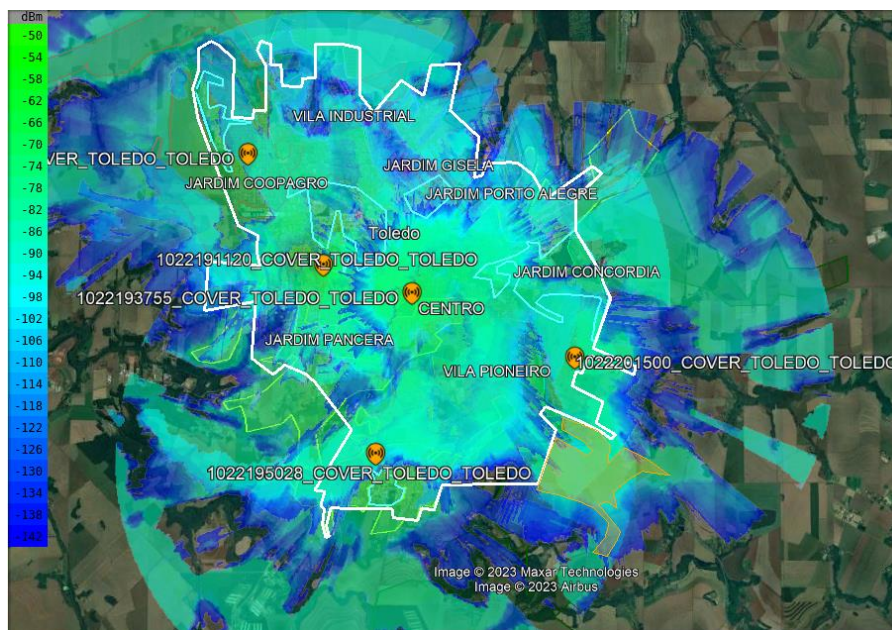 dBm
-50
-54
-58
-62
-66
-70
-74
-78
-82
-86
-90
-94
-98
-102
-106
-110
-114
-118
-122
-126
-130
-134
-138
-142
VILA INDUSTRIAL
OVER_TOLEDO_TOLEDO
JARDIM GISELA
JARDIM COOPAGRO
JARDIM PORTO ALEGRE
Toledo
1022191120_COVER_TOLEDO_TOLEDO
JARDIM CONCORDIA
1022193755_COVER_TOLEDO_TOLEDO
CENTRO
JARDIM PANCERA
VILA PIONEIRO
1022201500_COVER_TOLEDO_TOLEDO
1022195028_COVER_TOLEDO_TOLEDO
Image © 2023 Maxar Technologies
Image © 2023 Airbus